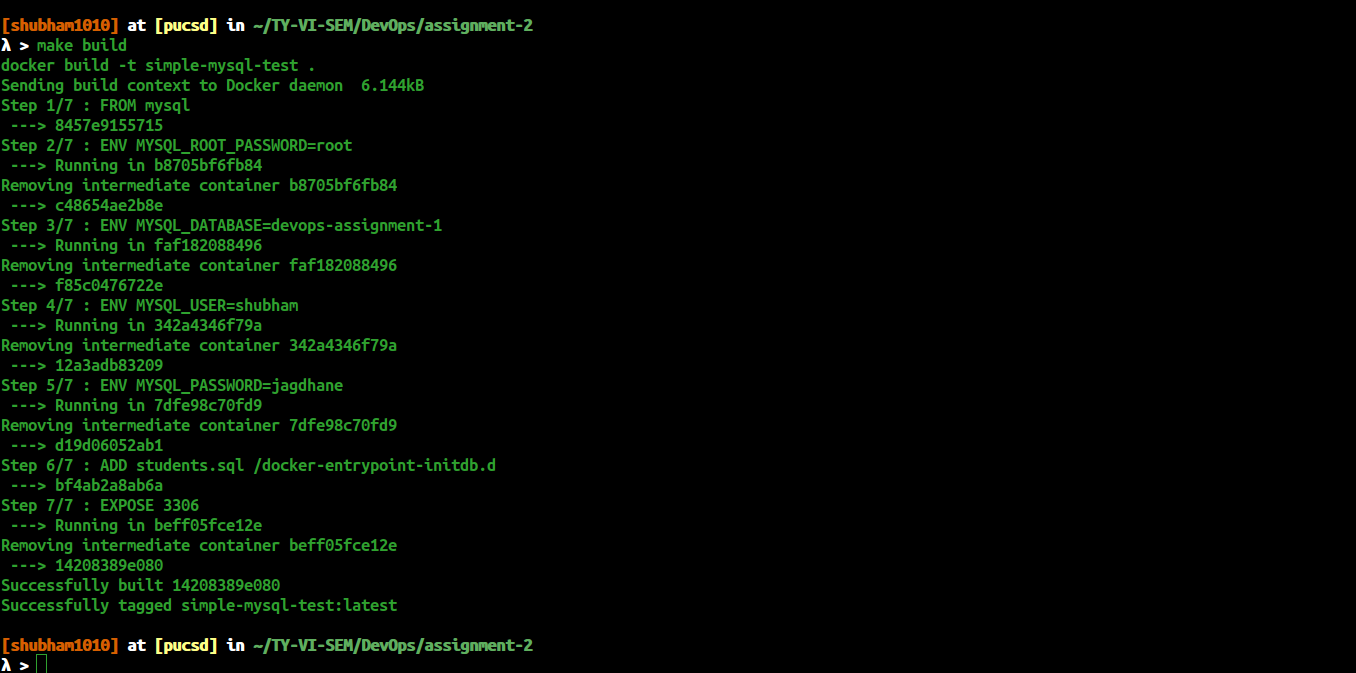 [shubham1010] at [pucsd] in ~/TY-VI-SEM/DevOps/assignment-2
λ > make build
docker build -t simple-mysql-test .
Sending build context to Docker daemon  6.144kB
Step 1/7 : FROM mysql
 ---> 8457e9155715
Step 2/7 : ENV MYSQL_ROOT_PASSWORD=root
 ---> Running in b8705bf6fb84
Removing intermediate container b8705bf6fb84
 ---> c48654ae2b8e
Step 3/7 : ENV MYSQL_DATABASE=devops-assignment-1
 ---> Running in faf182088496
Removing intermediate container faf182088496
 ---> f85c0476722e
Step 4/7 : ENV MYSQL_USER=shubham
 ---> Running in 342a4346f79a
Removing intermediate container 342a4346f79a
 ---> 12a3adb83209
Step 5/7 : ENV MYSQL_PASSWORD=jagdhane
 ---> Running in 7dfe98c70fd9
Removing intermediate container 7dfe98c70fd9
 ---> d19d06052ab1
Step 6/7 : ADD students.sql /docker-entrypoint-initdb.d
 ---> bf4ab2a8ab6a
Step 7/7 : EXPOSE 3306
 ---> Running in beff05fce12e
Removing intermediate container beff05fce12e
 ---> 14208389e080
Successfully built 14208389e080
Successfully tagged simple-mysql-test:latest
[shubham1010] at [pucsd] in ~/TY-VI-SEM/DevOps/assignment-2
λ >